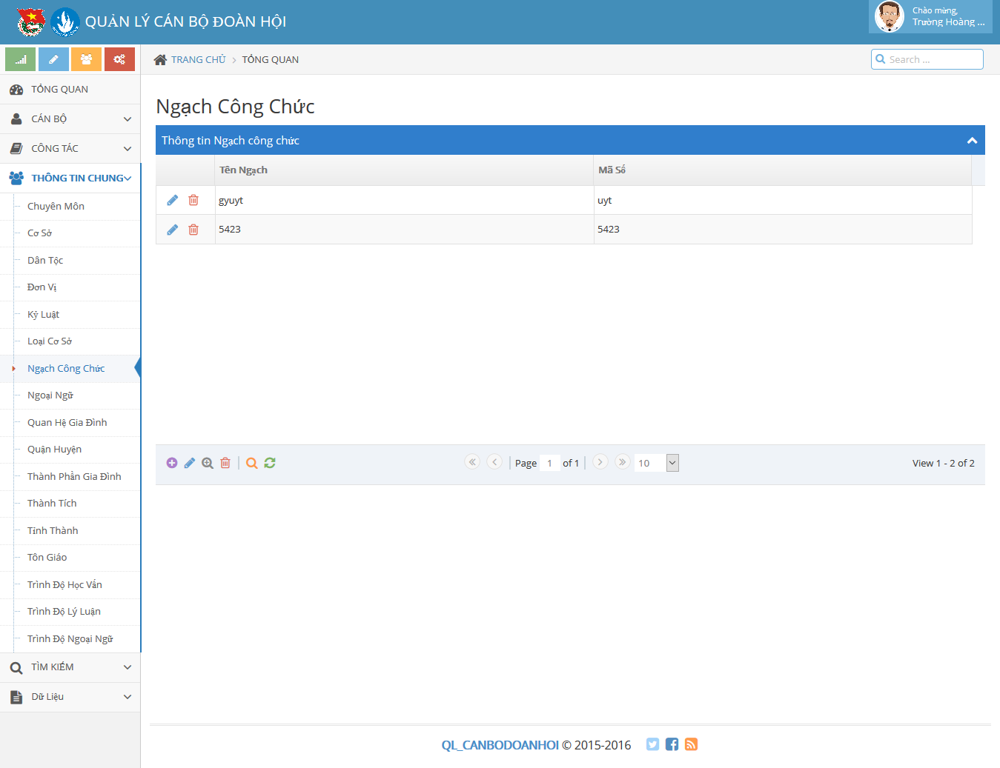 QUẢN LÝ CÁN BỘ ĐOÀN HỘI
Chào mừng,
Trường Hoàng ...
TRANG CHỦ
TỔNG QUAN
Search ...
TỔNG QUAN
CÁN BỘ
CÔNG TÁC
THÔNG TIN CHUNG
Chuyên Môn
Cơ Sở
Dân Tộc
Đơn Vị
Kỷ Luật
Loại Cơ Sở
Ngạch Công Chức
Ngoại Ngữ
Quan Hệ Gia Đình
Quận Huyện
Thành Phần Gia Đình
Thành Tích
Tỉnh Thành
Tôn Giáo
Trình Độ Học Vấn
Trình Độ Lý Luận
Trình Độ Ngoại Ngữ
TÌM KIẾM
Dữ Liệu
Ngạch Công Chức
Thông tin Ngạch công chức
Tên Ngạch Mã Số
gyuyt uyt
5423 5423
Page 1 of 1 10 View 1 - 2 of 2
QL_CANBODOANHOI © 2015-2016